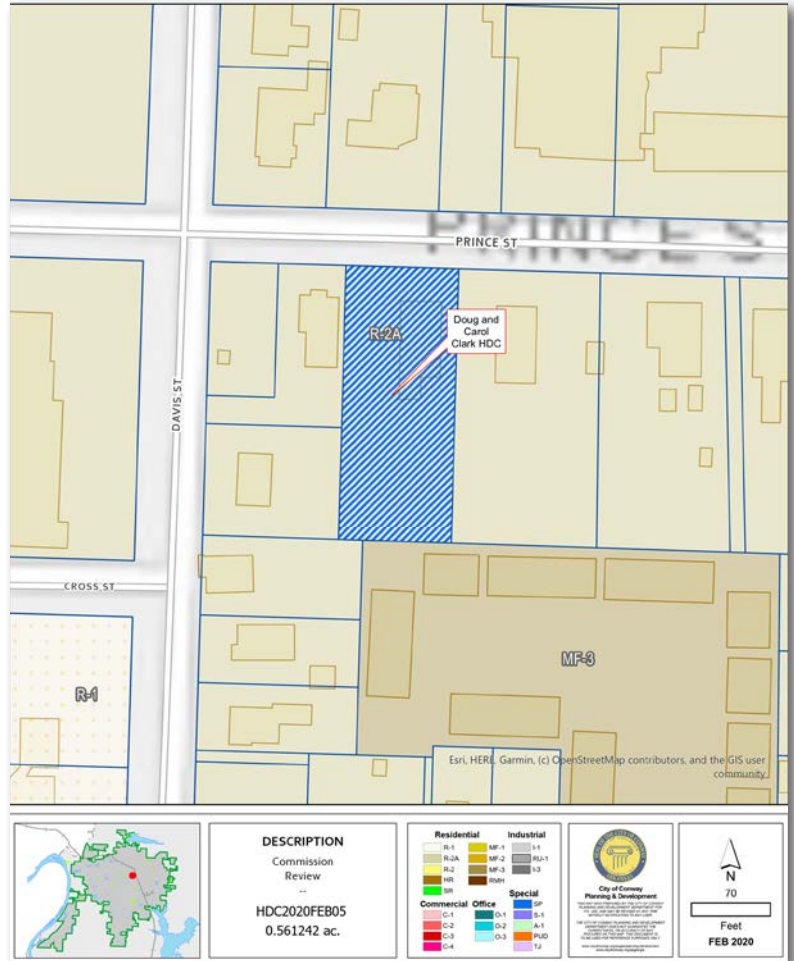 PRINCE S
PRINCE ST
Doug and
Carol
Clark HDC
R-2A
DAVIS ST
CROSS ST
MF-3
R-1
Esri, HERE, Garmin, (c) OpenStreetMap contributors, and the GIS user
community
DESCRIPTION
Commission
Review
--
HDC2020FEB05
0.561242 ac.
Residential
R-1
R-2A
R-2
HR
SR
MF-1
MF-2
MF-3
RMH
Industrial
I-1
RU-1
I-3
Commercial
C-1
C-2
C-3
C-4
Office
O-1
O-2
O-3
Special
SP
S-1
A-1
PUD
TJ
City of Conway
Planning & Development
N
70
Feet
FEB 2020